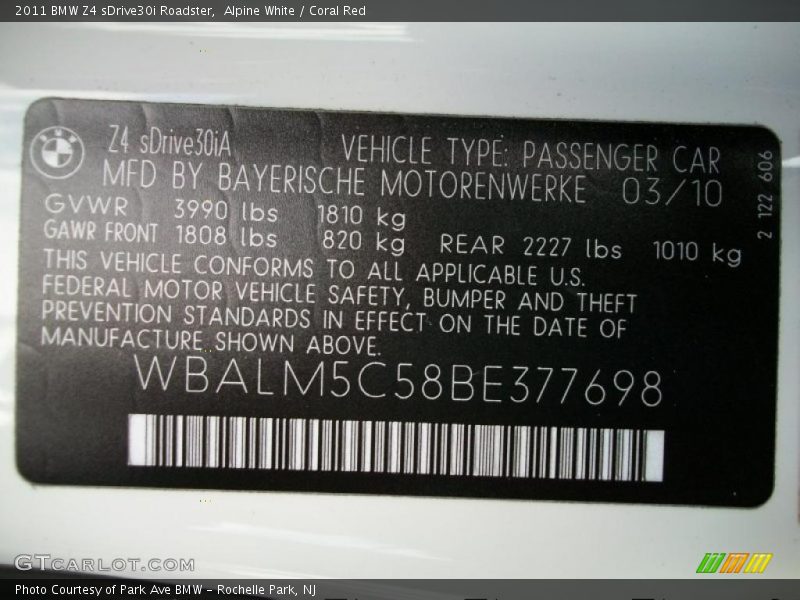 2011 BMW Z4 sDrive30i Roadster,  Alpine White / Coral Red
Z4 sDrive30iA
VEHICLE TYPE: PASSENGER CAR
MFD BY BAYERISCHE MOTORENWERKE 03/10
GVWR 3990 lbs 1810 kg
GAWR FRONT 1808 lbs 820 kg REAR 2227 lbs 1010 kg
THIS VEHICLE CONFORMS TO ALL APPLICABLE U.S.
FEDERAL MOTOR VEHICLE SAFETY, BUMPER AND THEFT
PREVENTION STANDARDS IN EFFECT ON THE DATE OF
MANUFACTURE SHOWN ABOVE.
WBALM5C58BE377698
2 122 606
GTCARLOT.COM
Photo Courtesy of Park Ave BMW - Rochelle Park, NJ